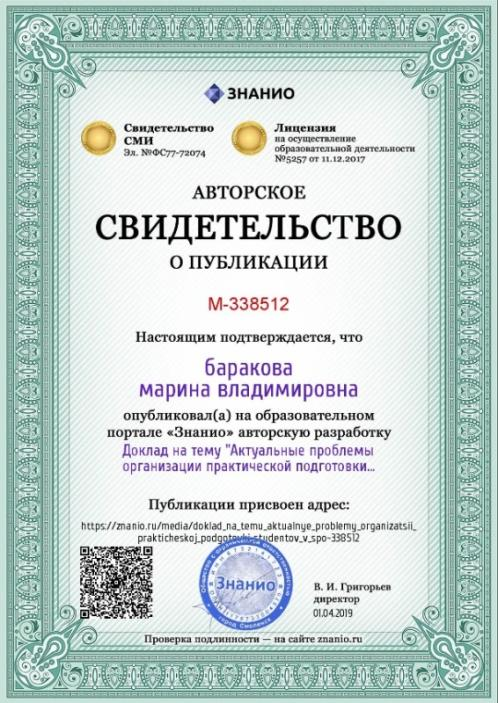 ЗНАНИО
Свидетельство
СМИ
Эл. №ФС77-72074
Лицензия
на осуществление
образовательной деятельности
№5257 от 11.12.2017
АВТОРСКОЕ
СВИДЕТЕЛЬСТВО
О ПУБЛИКАЦИИ
М-338512
Настоящим подтверждается, что
баракова
марина владимировна
опубликовал(а) на образовательном
портале «Знанио» авторскую разработку
Доклад на тему "Актуальные проблемы
организации практической подготовки...
Публикации присвоен адрес:
https://znanio.ru/media/doklad_na_temu_aktualnye_problemy_organizatsii_
prakticheskoj_podgotovki_studentov_v_spo-338512
Знанио
город Смоленск
В. И. Григорьев
директор
01.04.2019
Проверка подлинности — на сайте znanio.ru